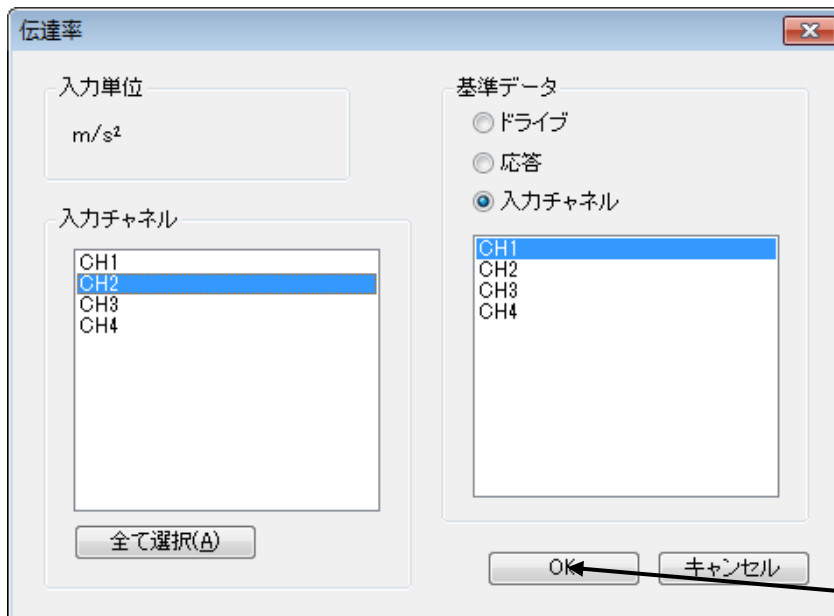 伝達率
入力単位
m/s²
入力チャネル
CH1
CH2
CH3
CH4
全て選択(A)
基準データ
ドライブ
応答
入力チャネル
CH1
CH2
CH3
CH4
OK
キャンセル